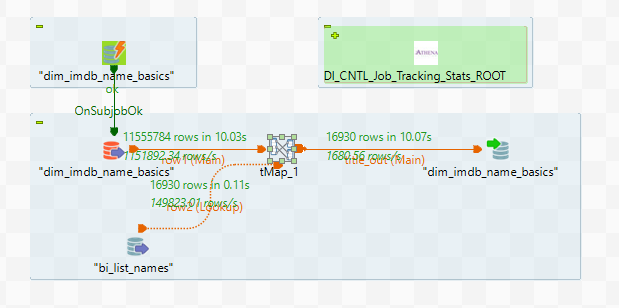 "dim_imdb_name_basics"
ATHENA
DI_CNTL_Job_Tracking_Stats_ROOT
ok
OnSubjobOk
11555784 rows in 10.03s
1151892.34 rows/s
row1 (Main)
"dim_imdb_name_basics"
tMap_1
16930 rows in 10.07s
1680.56 rows/s
title_out (Main)
"dim_imdb_name_basics"
16930 rows in 0.11s
149823.01 rows/s
row2 (Lookup)
"bi_list_names"